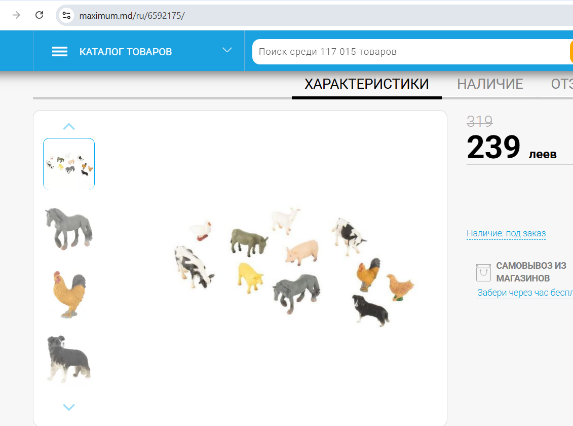 maximum.md/ru/6592175/
КАТАЛОГ ТОВАРОВ
Поиск среди 117 015 товаров
ХАРАКТЕРИСТИКИ НАЛИЧИЕ
319
239 леев
Наличие: под заказ
САМОВЫВОЗ ИЗ
МАГАЗИНОВ
Забери через час